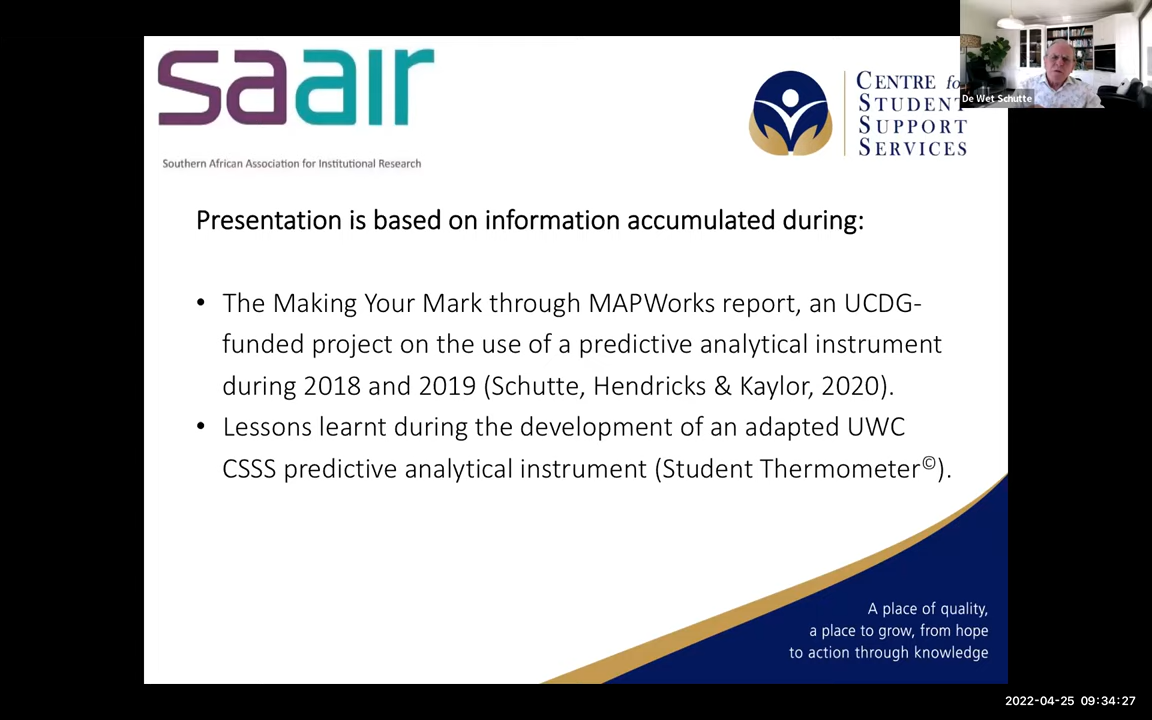 saair
Southern African Association for Institutional Research
CENTRE for
STUDENT
SUPPORT
SERVICES
De Wet Schutte
Presentation is based on information accumulated during:
• The Making Your Mark through MAPWorks report, an UCDG-
funded project on the use of a predictive analytical instrument
during 2018 and 2019 (Schutte, Hendricks & Kaylor, 2020).
• Lessons learnt during the development of an adapted UWC
CSSS predictive analytical instrument (Student Thermometer©).
A place of quality,
a place to grow, from hope
to action through knowledge
2022-04-25 09:34:27